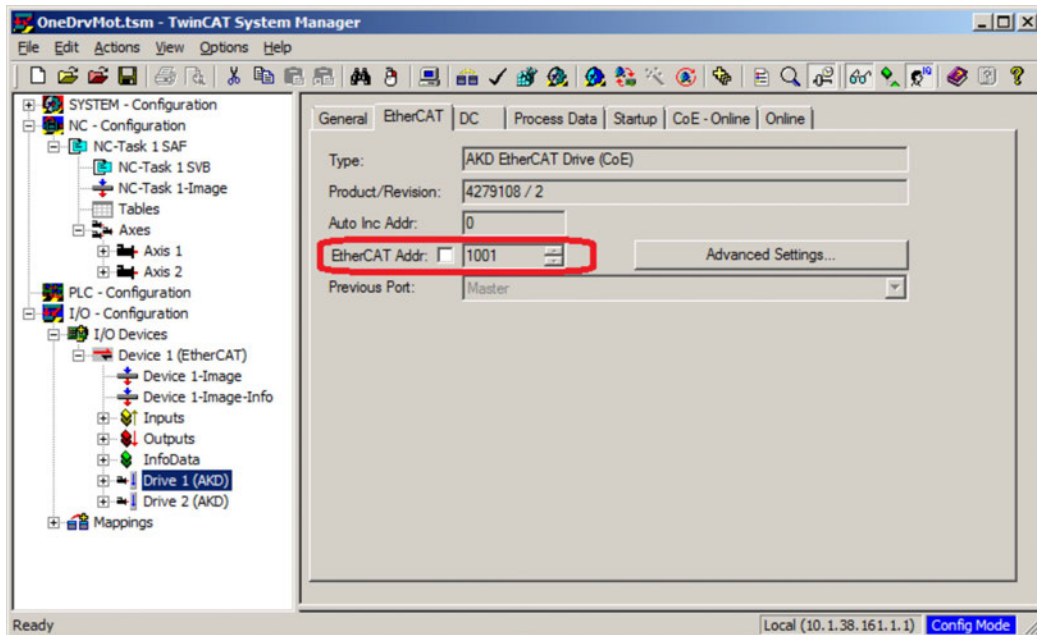 OneDrvMot.tsm - TwinCAT System Manager
File Edit Actions View Options Help
SYSTEM - Configuration
NC - Configuration
NC-Task 1 SAF
NC-Task 1 SVB
NC-Task 1-Image
Tables
Axes
Axis 1
Axis 2
PLC - Configuration
I/O - Configuration
I/O Devices
Device 1 (EtherCAT)
Device 1-Image
Device 1-Image-Info
Inputs
Outputs
InfoData
Drive 1 (AKD)
Drive 2 (AKD)
Mappings
General EtherCAT DC Process Data Startup CoE - Online Online
Type: AKD EtherCAT Drive (CoE)
Product/Revision: 4279108 / 2
Auto Inc Addr: 0
EtherCAT Addr: 1001 Advanced Settings...
Previous Port: Master
Ready Local (10.1.38.161.1.1) Config Mode